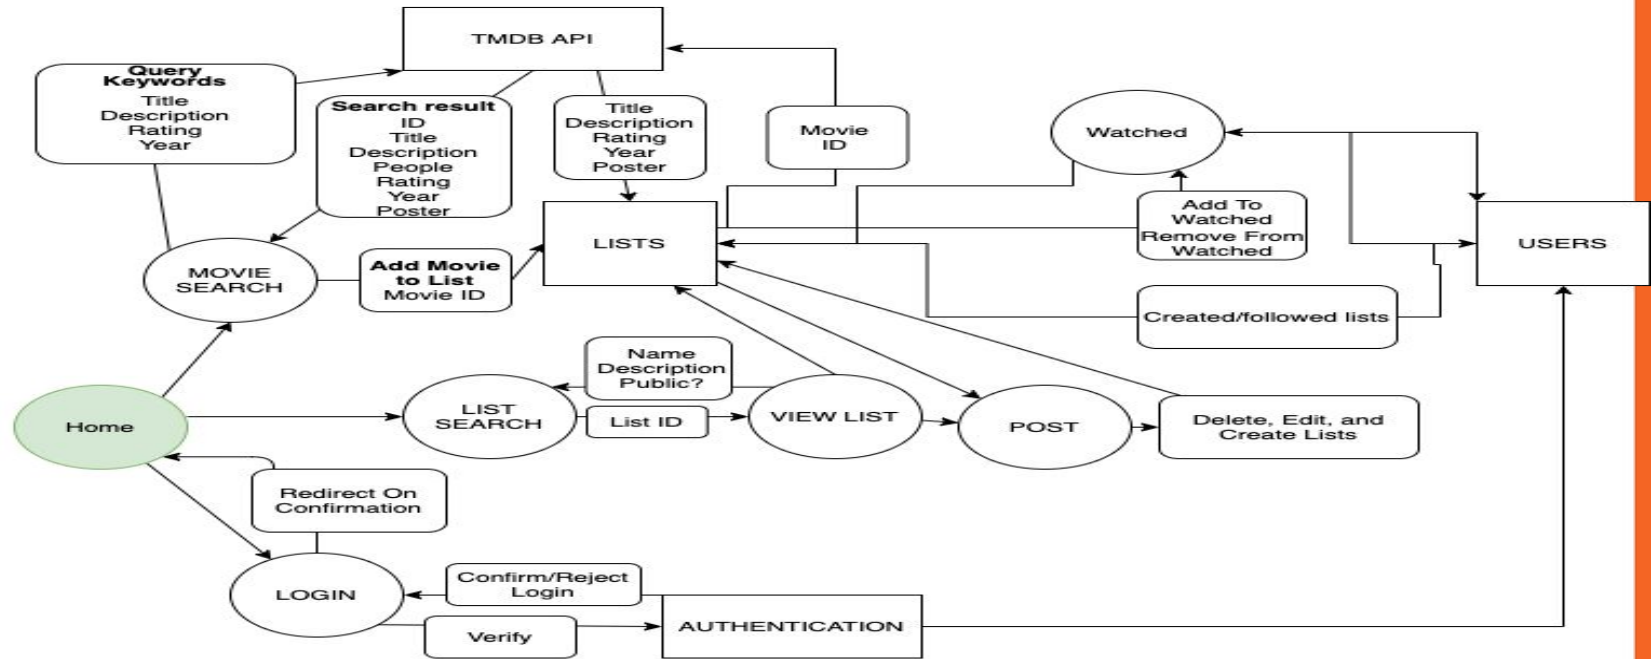 TMDB API
Query
Keywords
Title
Description
Rating
Year
Search result
ID
Title
Description
People
Rating
Year
Poster
Title
Description
Rating
Year
Poster
Movie
ID
Watched
Add To
Watched
Remove From
Watched
LISTS
USERS
MOVIE
SEARCH
Add Movie
to List
Movie ID
Created/followed lists
Name
Description
Public?
Home
LIST
SEARCH
List ID
VIEW LIST
POST
Delete, Edit, and
Create Lists
Redirect On
Confirmation
LOGIN
Confirm/Reject
Login
Verify
AUTHENTICATION